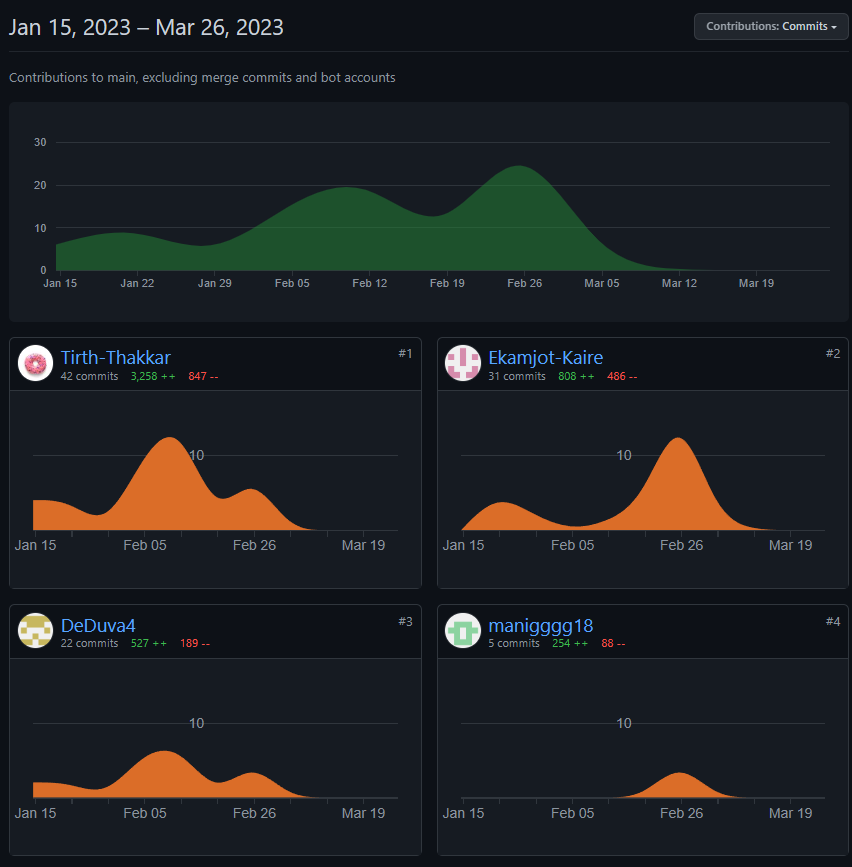 Jan 15, 2023 – Mar 26, 2023
Contributions: Commits
Contributions to main, excluding merge commits and bot accounts
30
20
10
0
Jan 15 Jan 22 Jan 29 Feb 05 Feb 12 Feb 19 Feb 26 Mar 05 Mar 12 Mar 19
Tirth-Thakkar #1
42 commits 3,258 ++ 847 --
10
Jan 15 Feb 05 Feb 26 Mar 19
Ekamjot-Kaire #2
31 commits 808 ++ 486 --
10
Jan 15 Feb 05 Feb 26 Mar 19
DeDuva4 #3
22 commits 527 ++ 189 --
10
Jan 15 Feb 05 Feb 26 Mar 19
manigggg18 #4
5 commits 254 ++ 88 --
10
Jan 15 Feb 05 Feb 26 Mar 19